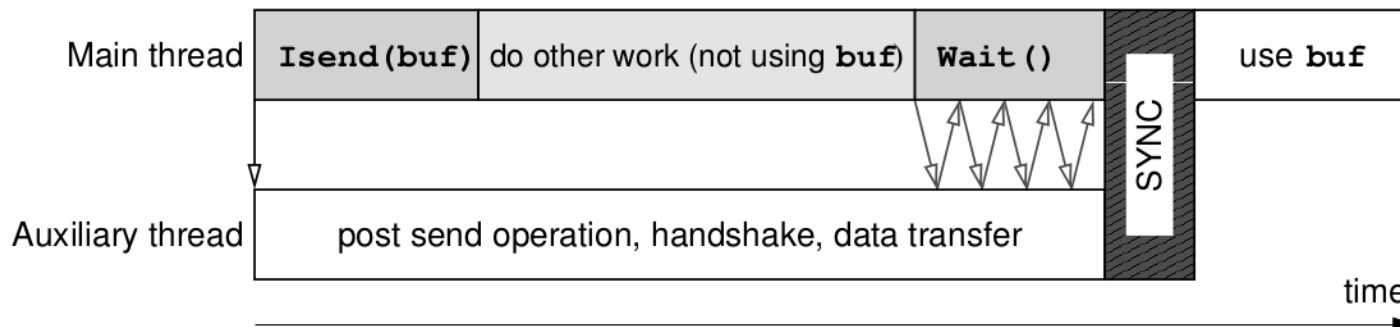 Main thread Isend(buf) do other work (not using buf) Wait() use buf
SYNC
Auxiliary thread post send operation, handshake, data transfer
time